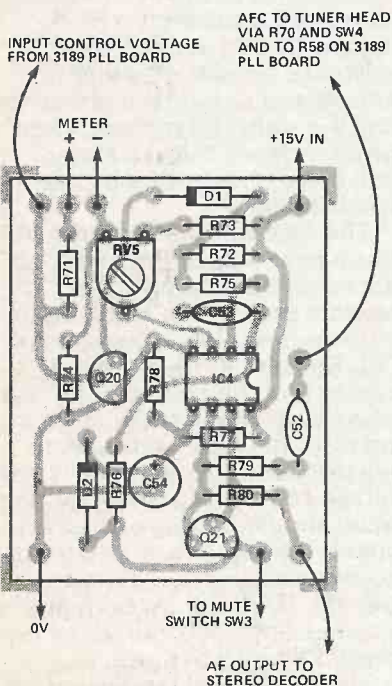 AFC TO TUNER HEAD
VIA R70 AND SW4
AND TO R58 ON 3189
PLL BOARD
INPUT CONTROL VOLTAGE
FROM 3189 PLL BOARD
METER
+ −
+15V IN
D1
R73
RV5
R72
R71
R75
C53
R74
Q20
R78
IC4
R77
C52
R79
D2
R76
C54
R80
Q21
0V
TO MUTE
SWITCH SW3
AF OUTPUT TO
STEREO DECODER